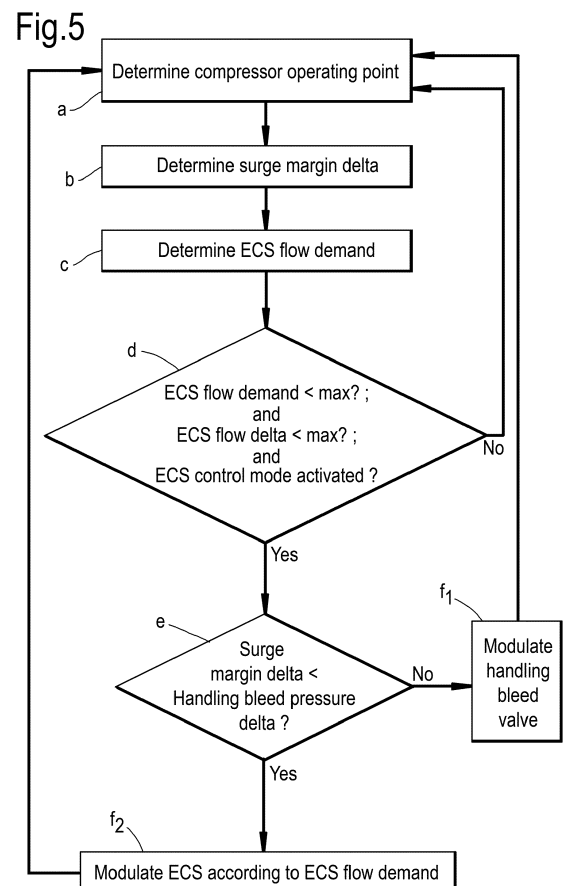 Fig.5
Determine compressor operating point
a
Determine surge margin delta
b
Determine ECS flow demand
c
d
ECS flow demand < max? ;
and
ECS flow delta < max? ;
and
ECS control mode activated ?
No
Yes
e
Surge
margin delta <
Handling bleed pressure
delta ?
No
f1
Modulate
handling
bleed
valve
Yes
f2
Modulate ECS according to ECS flow demand